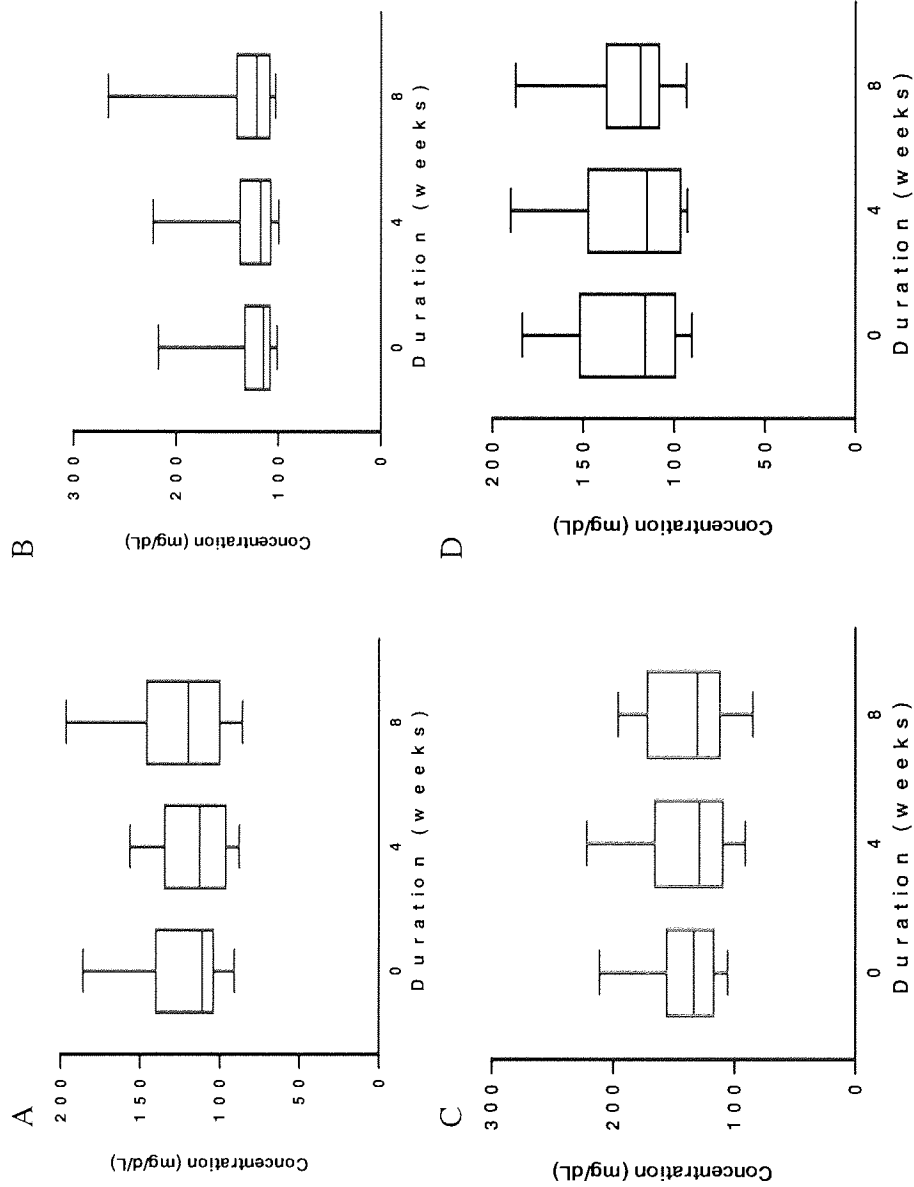 A
Concentration (mg/d/L)
200
150
100
50
0
0 4 8
Duration (weeks)
B
Concentration (mg/dL)
300
200
100
0
0 4 8
Duration (weeks)
C
Concentration (mg/dL)
300
200
100
0
0 4 8
Duration (weeks)
D
Concentration (mg/dL)
200
150
100
50
0
0 4 8
Duration (weeks)